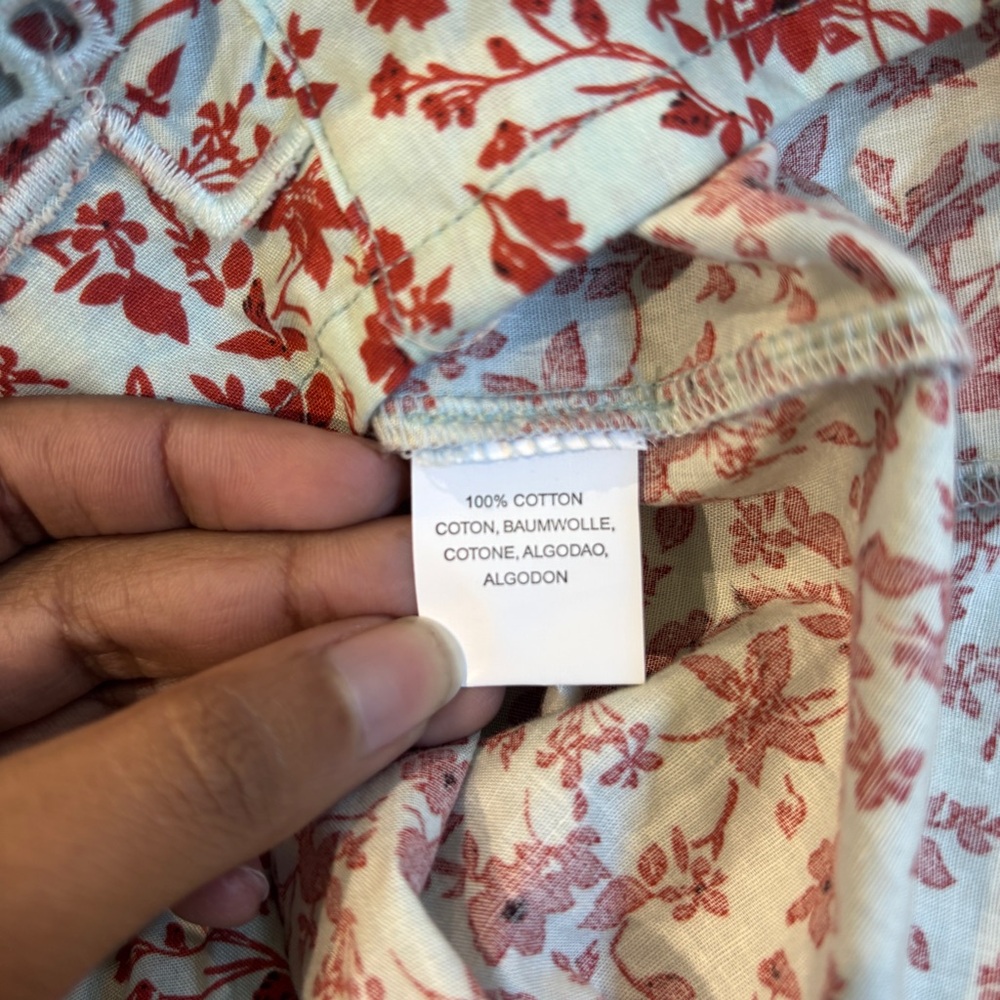 100% COTTON
COTON, BAUMWOLLE,
COTONE, ALGODAO,
ALGODON